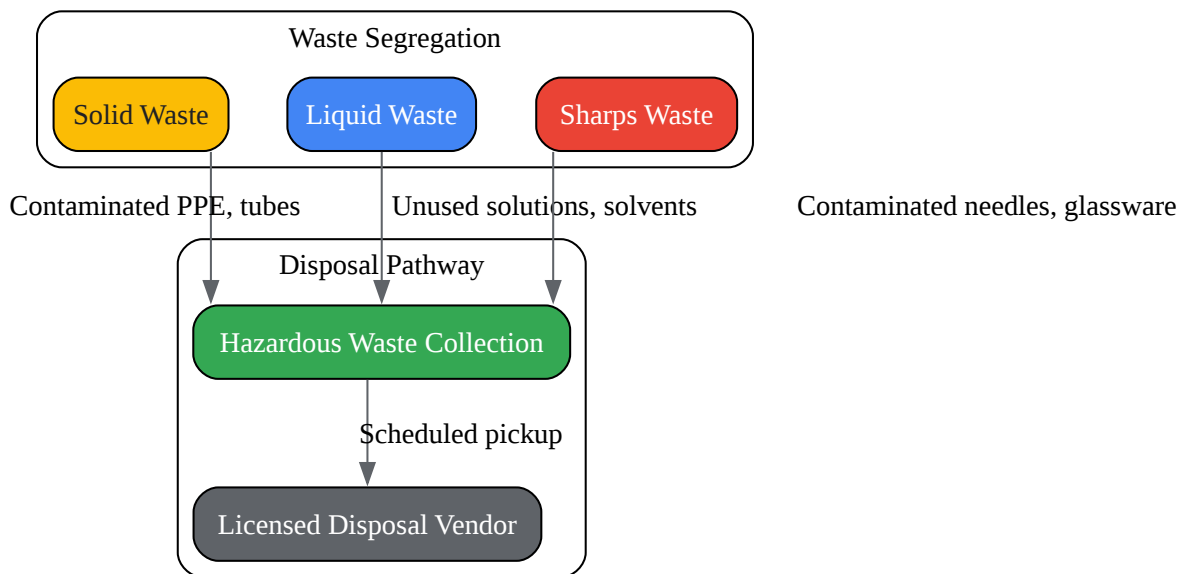 Waste Segregation
Solid Waste
Liquid Waste
Sharps Waste
Contaminated PPE, tubes
Unused solutions, solvents
Contaminated needles, glassware
Disposal Pathway
Hazardous Waste Collection
Scheduled pickup
Licensed Disposal Vendor